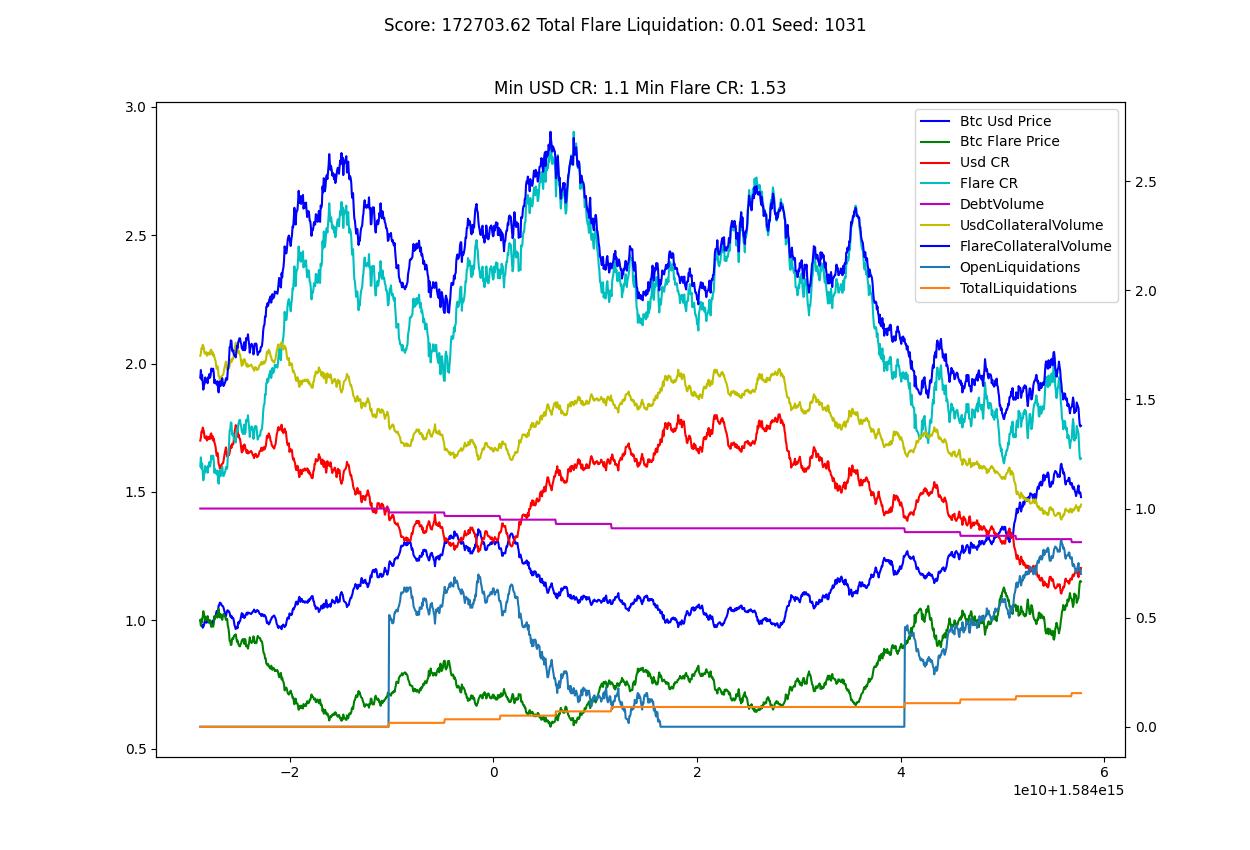 Score: 172703.62 Total Flare Liquidation: 0.01 Seed: 1031
Min USD CR: 1.1 Min Flare CR: 1.53
3.0
2.5
2.0
1.5
1.0
0.5
Btc Usd Price
Btc Flare Price
Usd CR
Flare CR
DebtVolume
UsdCollateralVolume
FlareCollateralVolume
OpenLiquidations
TotalLiquidations
2.5
2.0
1.5
1.0
0.5
0.0
−2
0
2
4
6
1e10+1.584e15